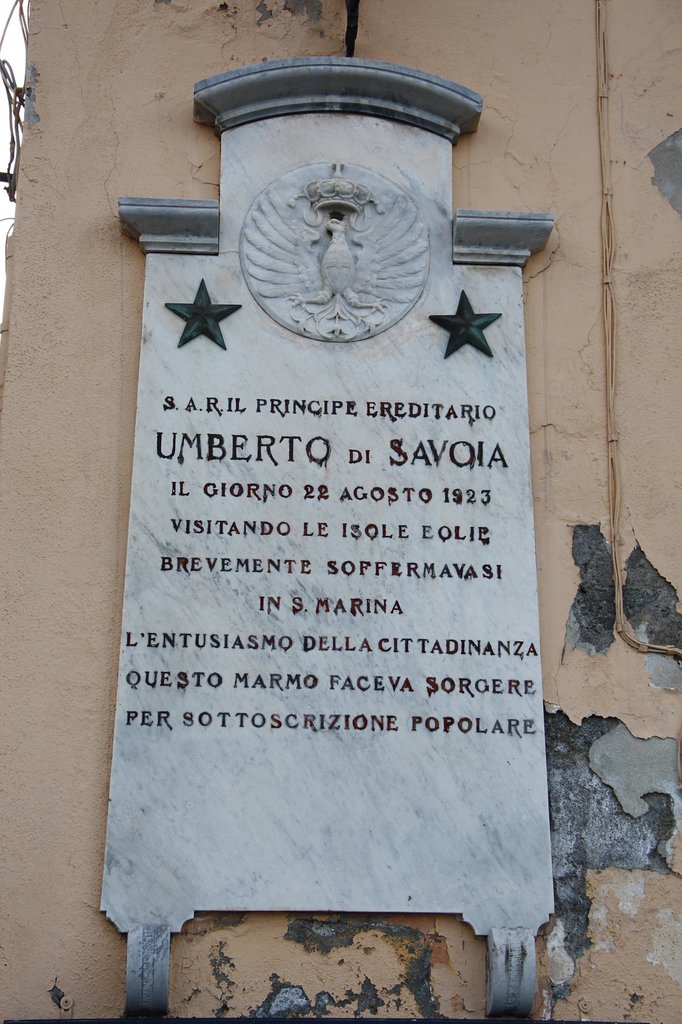 S. A. R. IL PRINCIPE EREDITARIO
UMBERTO DI SAVOIA
IL GIORNO 22 AGOSTO 1923
VISITANDO LE ISOLE EOLIE
BREVEMENTE SOFFERMAVASI
IN S. MARINA
L'ENTUSIASMO DELLA CITTADINANZA
QUESTO MARMO FACEVA SORGERE
PER SOTTOSCRIZIONE POPOLARE